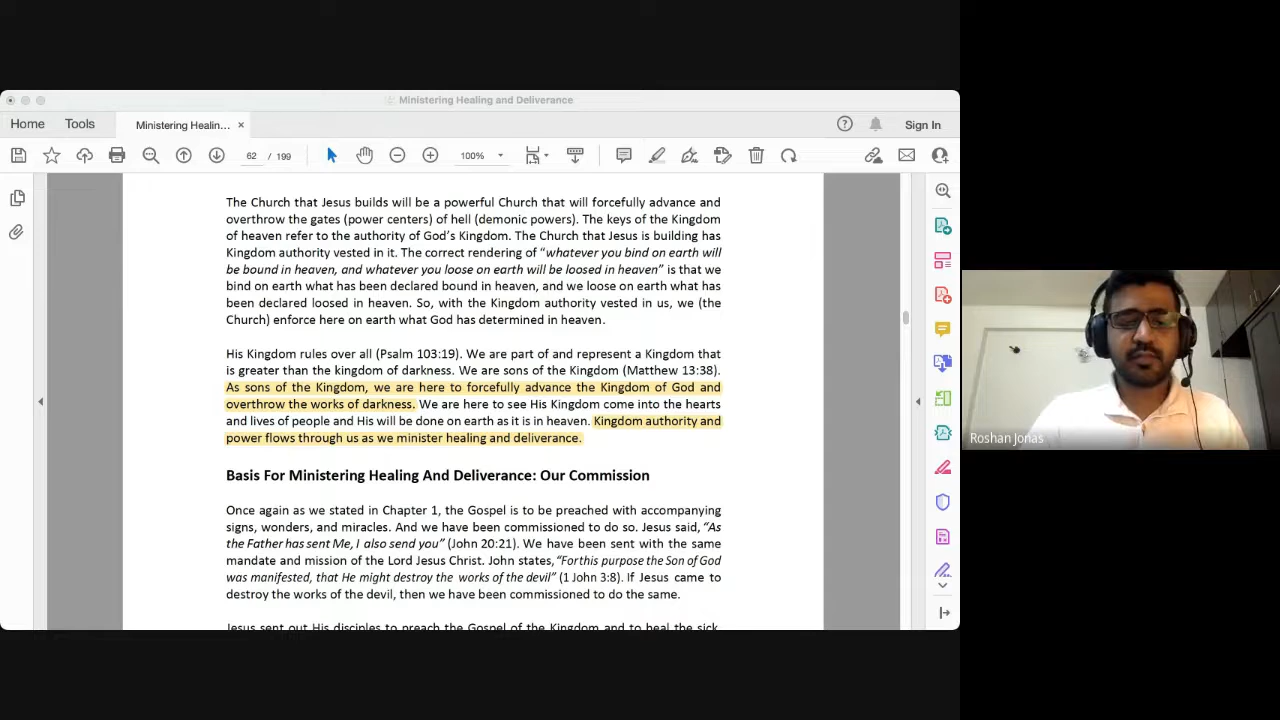 Ministering Healing and Deliverance
Home Tools Ministering Healin... × Sign In
62 / 199 100%
The Church that Jesus builds will be a powerful Church that will forcefully advance and
overthrow the gates (power centers) of hell (demonic powers). The keys of the Kingdom
of heaven refer to the authority of God's Kingdom. The Church that Jesus is building has
Kingdom authority vested in it. The correct rendering of "whatever you bind on earth will
be bound in heaven, and whatever you loose on earth will be loosed in heaven" is that we
bind on earth what has been declared bound in heaven, and we loose on earth what has
been declared loosed in heaven. So, with the Kingdom authority vested in us, we (the
Church) enforce here on earth what God has determined in heaven.
His Kingdom rules over all (Psalm 103:19). We are part of and represent a Kingdom that
is greater than the kingdom of darkness. We are sons of the Kingdom (Matthew 13:38).
As sons of the Kingdom, we are here to forcefully advance the Kingdom of God and
overthrow the works of darkness. We are here to see His Kingdom come into the hearts
and lives of people and His will be done on earth as it is in heaven. Kingdom authority and
power flows through us as we minister healing and deliverance.
Basis For Ministering Healing And Deliverance: Our Commission
Once again as we stated in Chapter 1, the Gospel is to be preached with accompanying
signs, wonders, and miracles. And we have been commissioned to do so. Jesus said, "As
the Father has sent Me, I also send you" (John 20:21). We have been sent with the same
mandate and mission of the Lord Jesus Christ. John states, "For this purpose the Son of God
was manifested, that He might destroy the works of the devil" (1 John 3:8). If Jesus came to
destroy the works of the devil, then we have been commissioned to do the same.
Jesus sent out His disciples to preach the Gospel of the Kingdom and to heal the sick.
Roshan Jonas